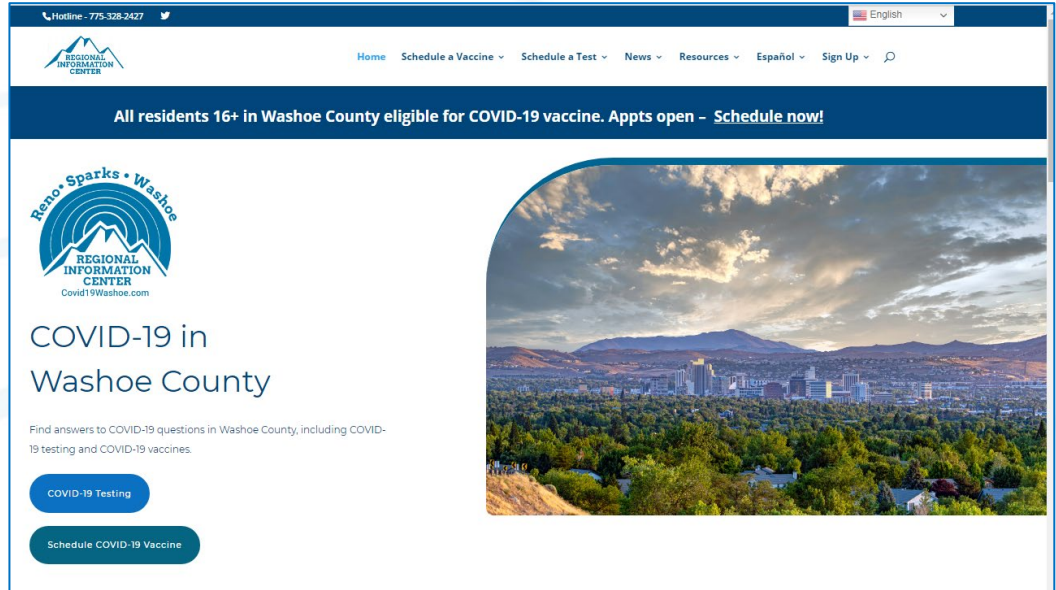 Hotline - 775-328-2427
English
REGIONAL
INFORMATION
CENTER
Home Schedule a Vaccine Schedule a Test News Resources Español Sign Up
All residents 16+ in Washoe County eligible for COVID-19 vaccine. Appts open – Schedule now!
Reno • Sparks • Washoe
REGIONAL
INFORMATION
CENTER
Covid19Washoe.com
COVID-19 in
Washoe County
Find answers to COVID-19 questions in Washoe County, including COVID-
19 testing and COVID-19 vaccines.
COVID-19 Testing
Schedule COVID-19 Vaccine